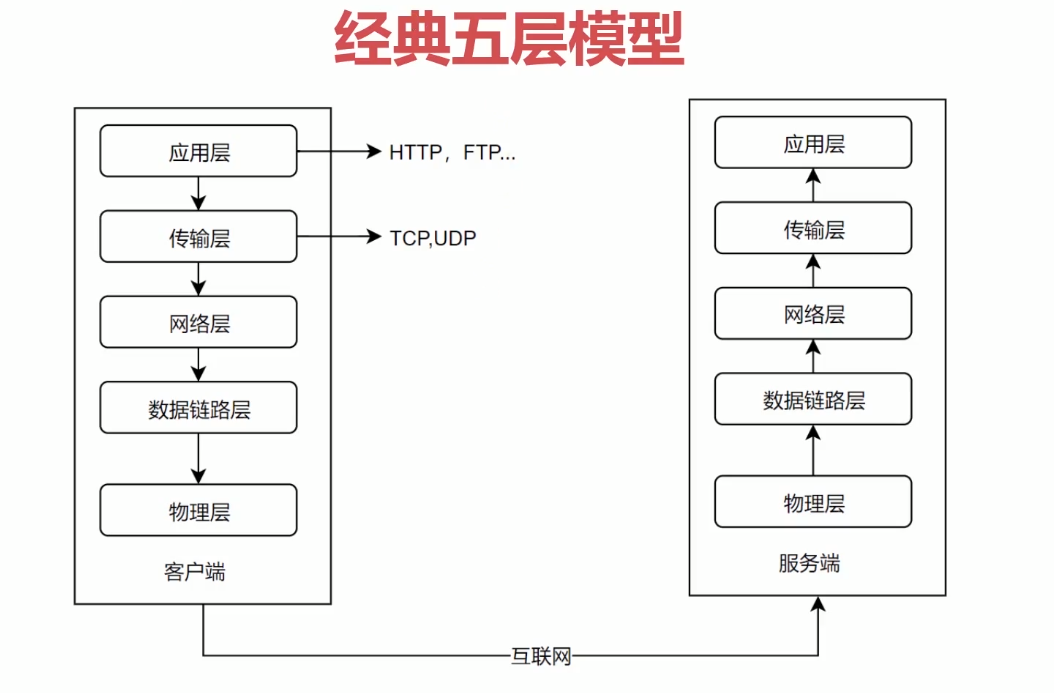 经典五层模型
应用层
HTTP，FTP...
传输层
TCP,UDP
网络层
数据链路层
物理层
客户端
应用层
传输层
网络层
数据链路层
物理层
服务端
互联网